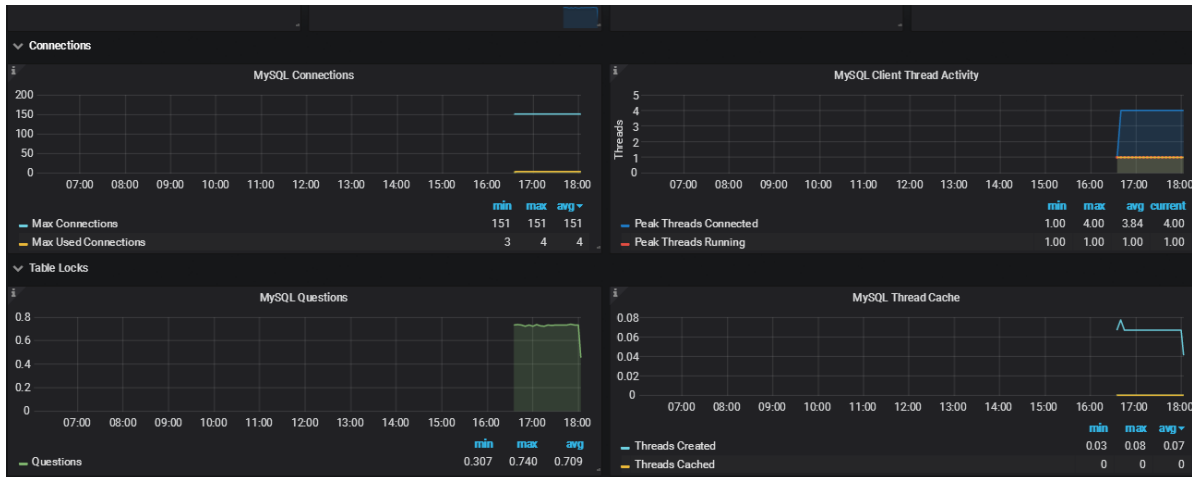 Connections
MySQL Connections
200
150
100
50
0
07:00 08:00 09:00 10:00 11:00 12:00 13:00 14:00 15:00 16:00 17:00 18:00
min max avg
Max Connections 151 151 151
Max Used Connections 3 4 4
MySQL Client Thread Activity
Threads
5
4
3
2
1
0
07:00 08:00 09:00 10:00 11:00 12:00 13:00 14:00 15:00 16:00 17:00 18:00
min max avg current
Peak Threads Connected 1.00 4.00 3.84 4.00
Peak Threads Running 1.00 1.00 1.00 1.00
Table Locks
MySQL Questions
0.8
0.6
0.4
0.2
0
07:00 08:00 09:00 10:00 11:00 12:00 13:00 14:00 15:00 16:00 17:00 18:00
min max avg
Questions 0.307 0.740 0.709
MySQL Thread Cache
0.08
0.06
0.04
0.02
0
07:00 08:00 09:00 10:00 11:00 12:00 13:00 14:00 15:00 16:00 17:00 18:00
min max avg
Threads Created 0.03 0.08 0.07
Threads Cached 0 0 0